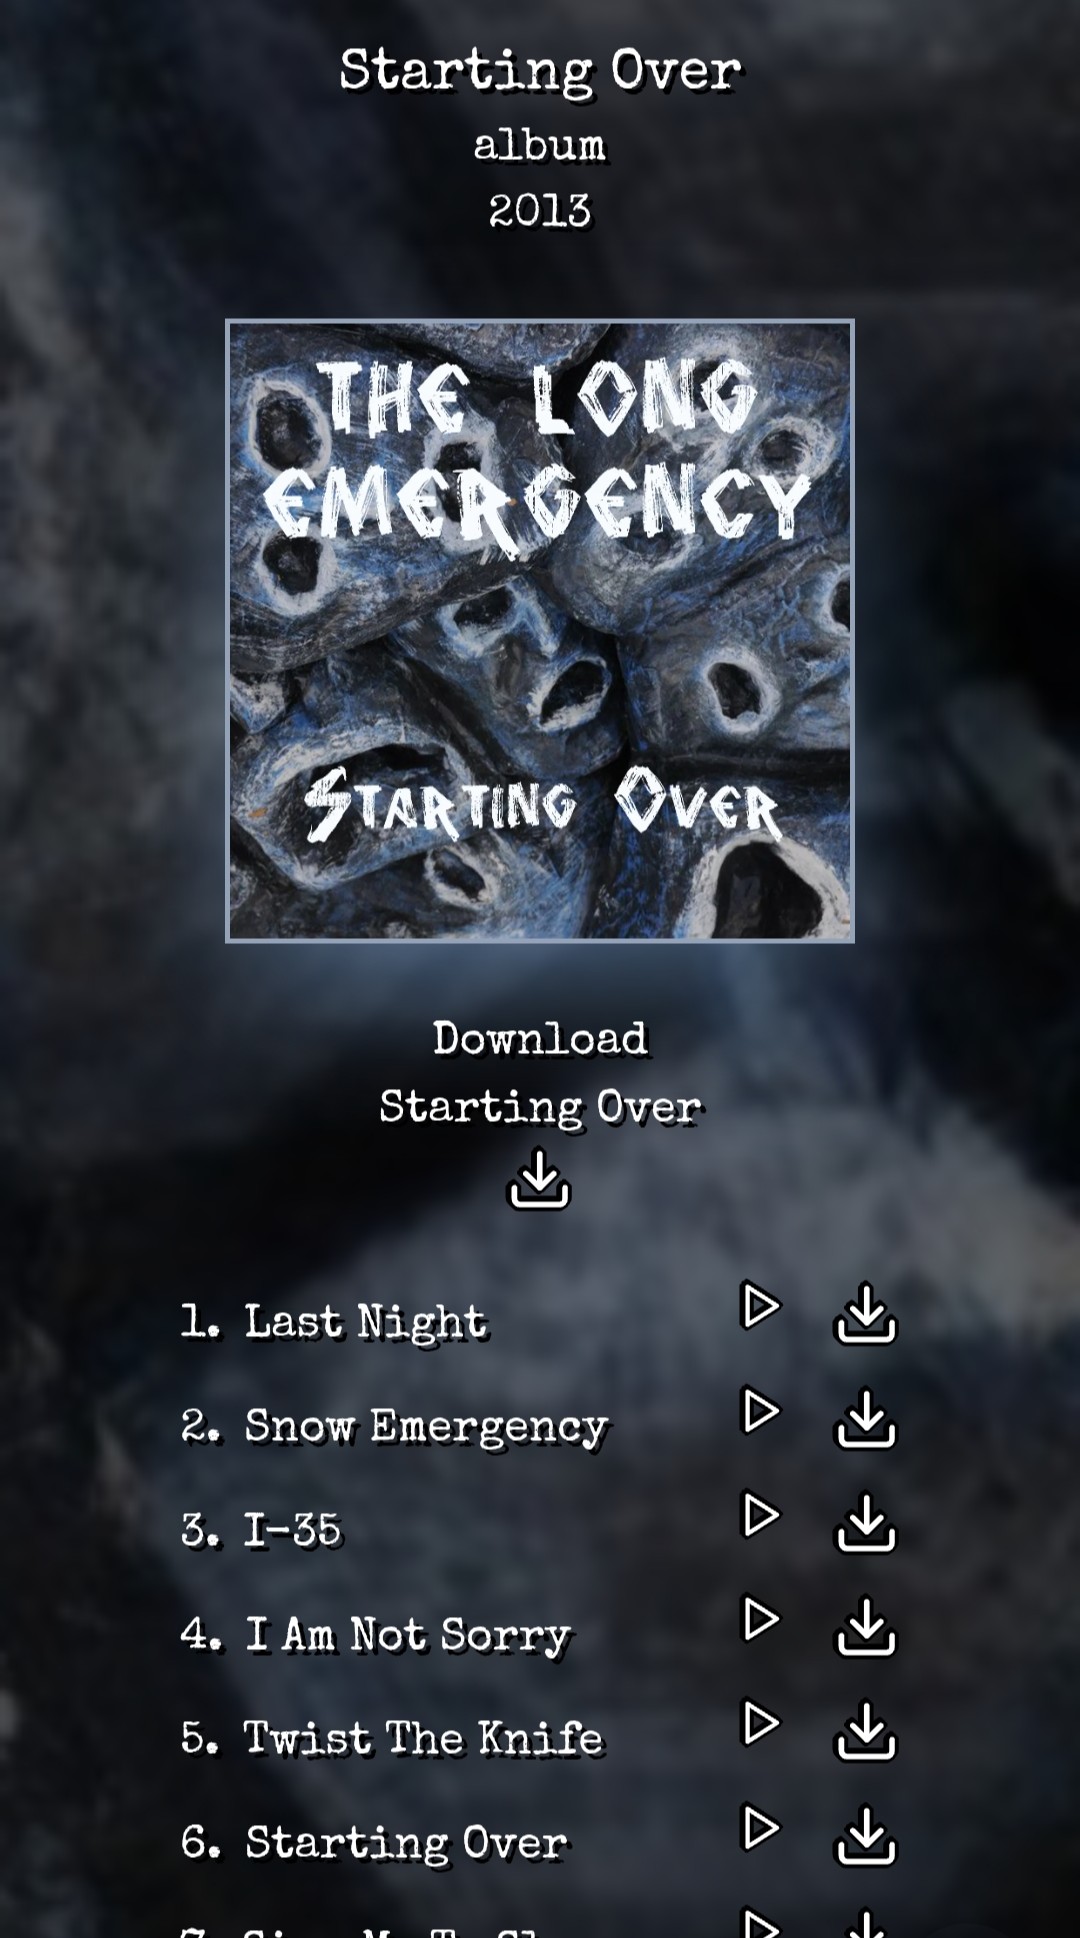 Starting Over
album
2013
THE LONG
EMERGENCY
STARTING OVER
Download
Starting Over
1. Last Night
2. Snow Emergency
3. I-35
4. I Am Not Sorry
5. Twist The Knife
6. Starting Over